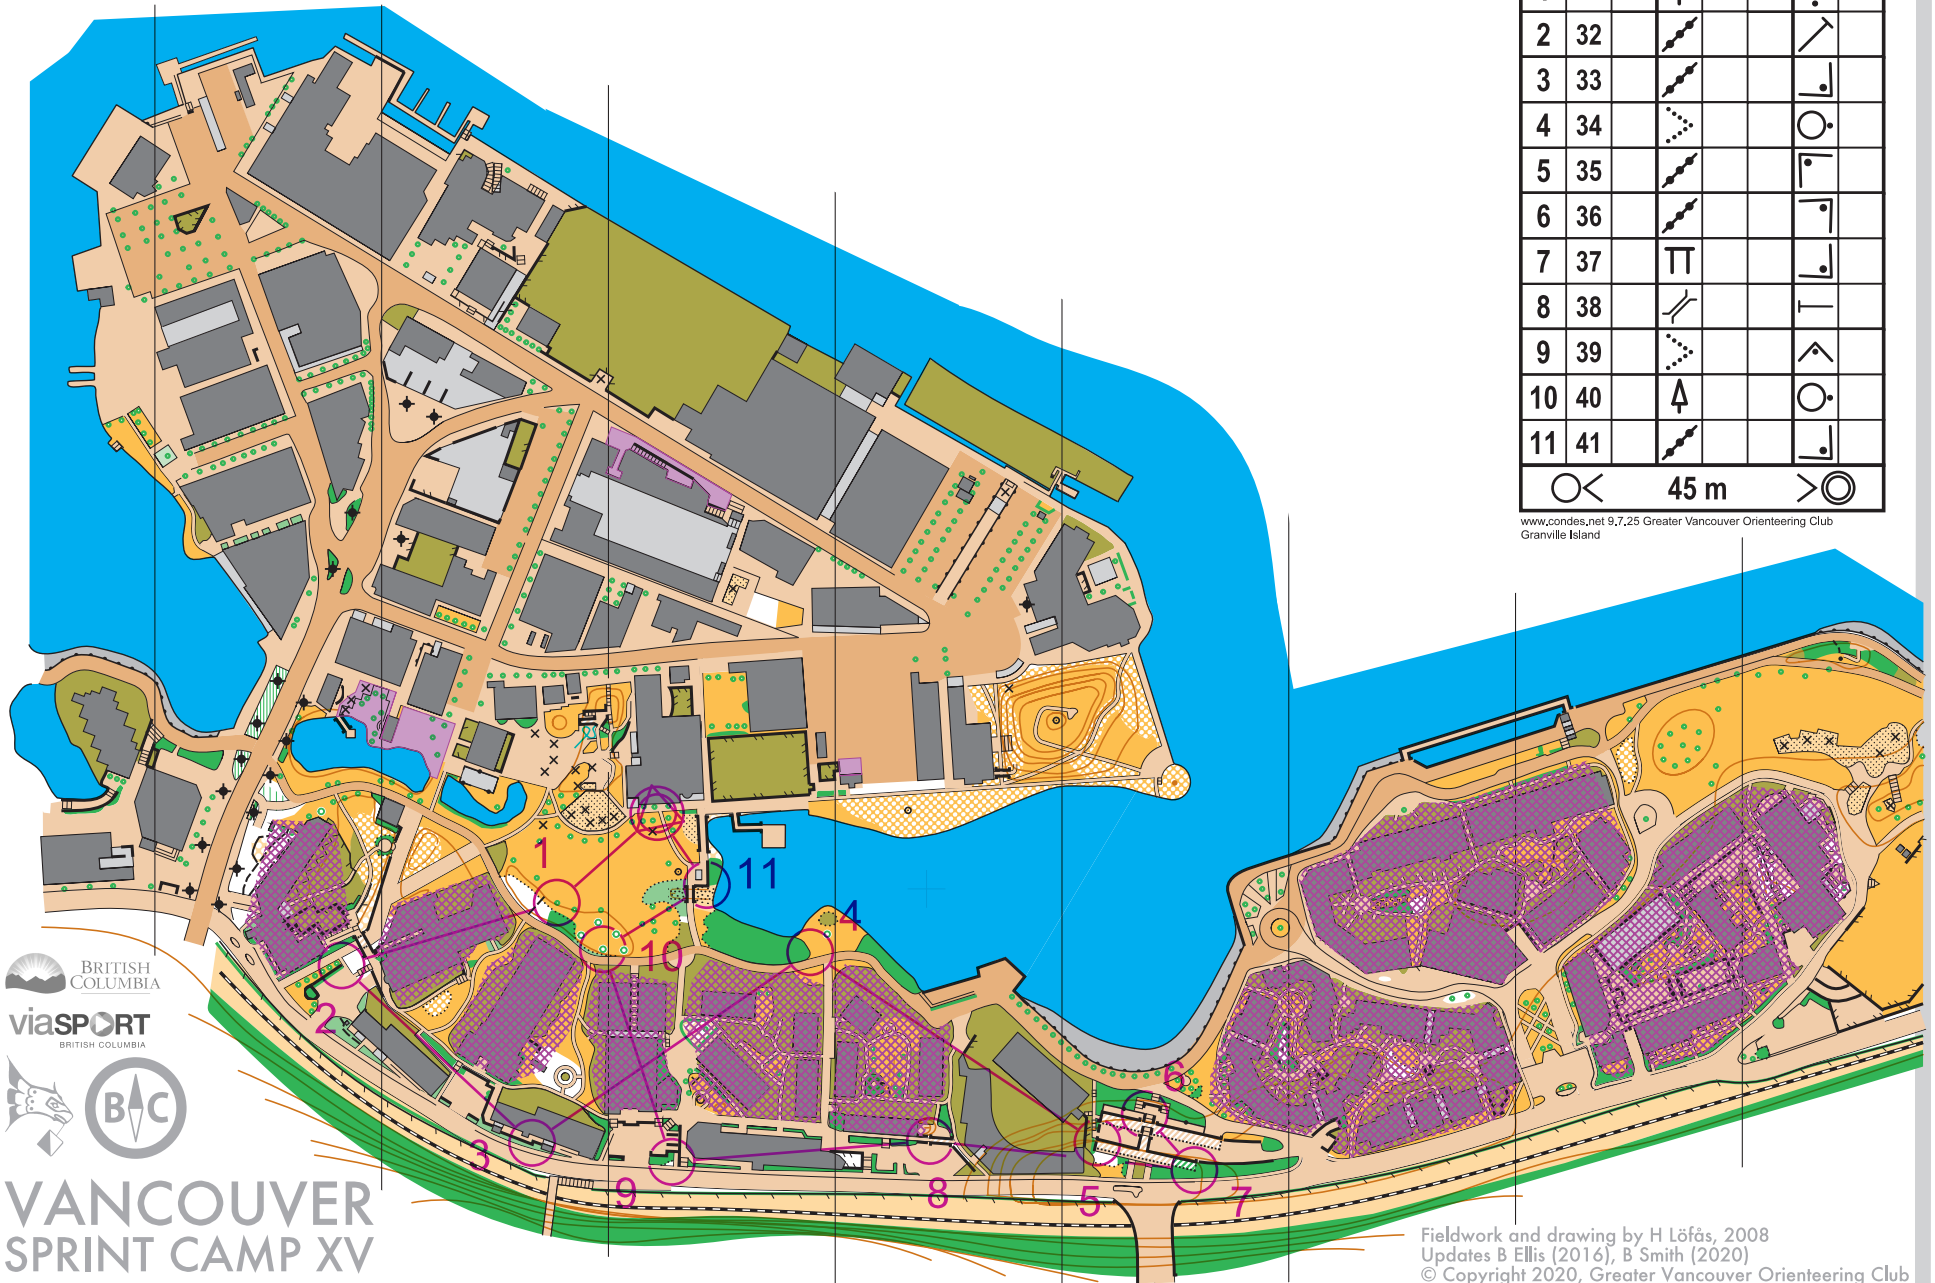 2 32
3 33
4 34
5 35
6 36
7 37
8 38
9 39
10 40
11 41
45 m
www.condes.net 9.7.25 Greater Vancouver Orienteering Club
Granville Island
1
11
4
10
2
3
6
9
8
5
7
BRITISH
COLUMBIA
viaSPORT
BRITISH COLUMBIA
BC
VANCOUVER
SPRINT CAMP XV
Fieldwork and drawing by H Löfås, 2008
Updates B Ellis (2016), B Smith (2020)
© Copyright 2020, Greater Vancouver Orienteering Club